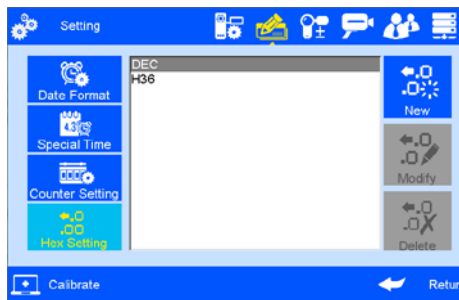 Setting
Date Format
Special Time
Counter Setting
Hex Setting
DEC
H36
New
Modify
Delete
Calibrate
Retur